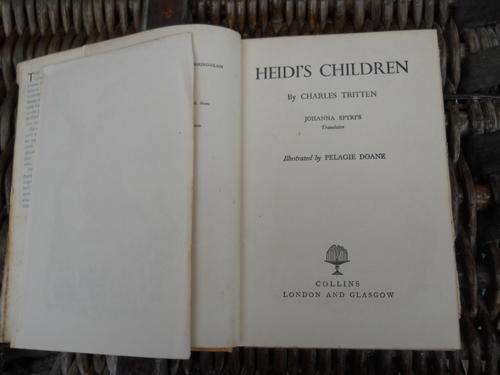 HEIDI'S CHILDREN
By CHARLES TRITTEN
JOHANNA SPYRI'S
Translator
Illustrated by PELAGIE DOANE
COLLINS
LONDON AND GLASGOW